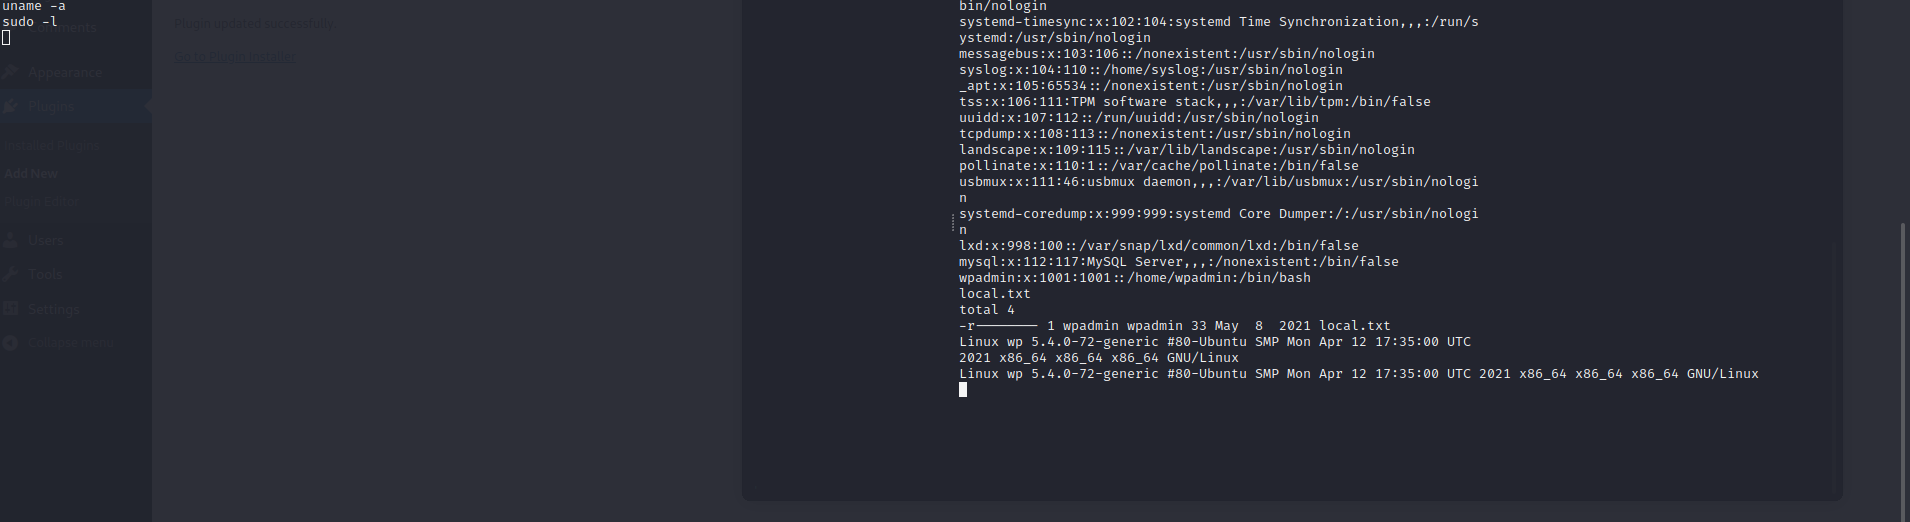 uname -a
sudo -l
Comments
Appearance
Plugins
Installed Plugins
Add New
Plugin Editor
Users
Tools
Settings
Collapse menu
Plugin updated successfully.
Go to Plugin Installer
bin/nologin
systemd-timesync:x:102:104:systemd Time Synchronization,,,:/run/s
ystemd:/usr/sbin/nologin
messagebus:x:103:106::/nonexistent:/usr/sbin/nologin
syslog:x:104:110::/home/syslog:/usr/sbin/nologin
_apt:x:105:65534::/nonexistent:/usr/sbin/nologin
tss:x:106:111:TPM software stack,,,:/var/lib/tpm:/bin/false
uuidd:x:107:112::/run/uuidd:/usr/sbin/nologin
tcpdump:x:108:113::/nonexistent:/usr/sbin/nologin
landscape:x:109:115::/var/lib/landscape:/usr/sbin/nologin
pollinate:x:110:1::/var/cache/pollinate:/bin/false
usbmux:x:111:46:usbmux daemon,,,:/var/lib/usbmux:/usr/sbin/nologi
n
systemd-coredump:x:999:999:systemd Core Dumper:/:/usr/sbin/nologi
n
lxd:x:998:100::/var/snap/lxd/common/lxd:/bin/false
mysql:x:112:117:MySQL Server,,,:/nonexistent:/bin/false
wpadmin:x:1001:1001::/home/wpadmin:/bin/bash
local.txt
total 4
-r-------- 1 wpadmin wpadmin 33 May  8  2021 local.txt
Linux wp 5.4.0-72-generic #80-Ubuntu SMP Mon Apr 12 17:35:00 UTC
2021 x86_64 x86_64 x86_64 GNU/Linux
Linux wp 5.4.0-72-generic #80-Ubuntu SMP Mon Apr 12 17:35:00 UTC 2021 x86_64 x86_64 x86_64 GNU/Linux